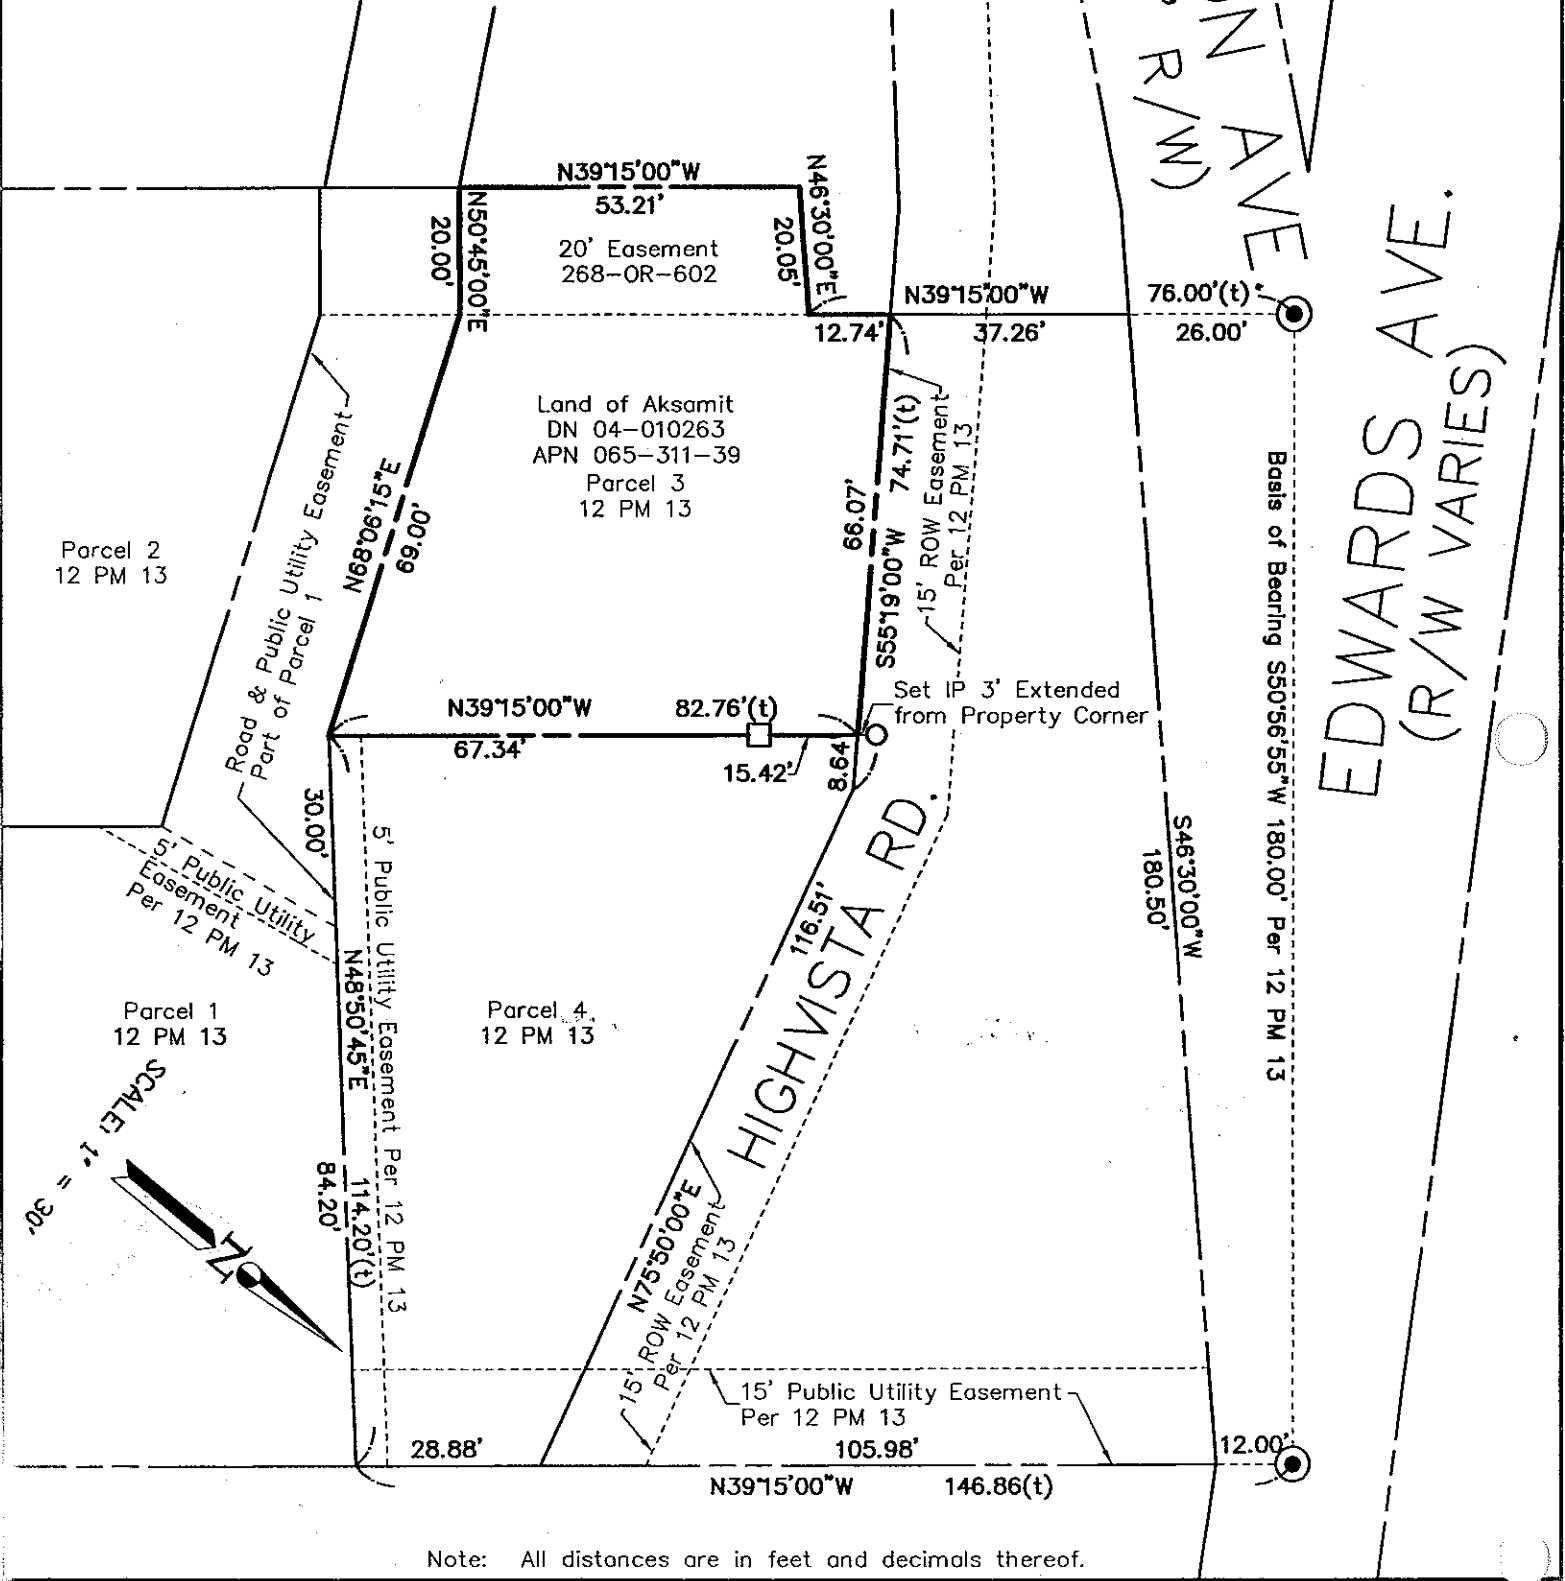 ON AVE
R/W)
EDWARDS AVE.
(R/W VARIES)
N39°15'00"W
53.21'
N46°30'00"E
20.05'
N50°45'00"E
20.00'
20' Easement
268-OR-602
N39°15'00"W
76.00'(t)
12.74'
37.26'
26.00'
Land of Aksamit
DN 04-010263
APN 065-311-39
Parcel 3
12 PM 13
66.07'
74.71'(t)
S55°19'00"W
15' ROW Easement
Per 12 PM 13
Basis of Bearing S50°56'55"W 180.00' Per 12 PM 13
N68°06'15"E
69.00'
Road & Public Utility Easement
Part of Parcel 1
Parcel 2
12 PM 13
Set IP 3' Extended
from Property Corner
N39°15'00"W
82.76'(t)
67.34'
15.42'
8.64'
30.00'
5' Public Utility
Easement
Per 12 PM 13
5' Public Utility Easement Per 12 PM 13
N48°50'45"E
114.20'(t)
84.20'
116.51'
HIGHVISTA RD.
S46°30'00"W
180.50'
Parcel 1
12 PM 13
Parcel 4
12 PM 13
SCALE: 1" = 30'
N
N75°50'00"E
15' ROW Easement
Per 12 PM 13
15' Public Utility Easement
Per 12 PM 13
28.88'
105.98'
12.00'
N39°15'00"W
146.86(t)
Note: All distances are in feet and decimals thereof.